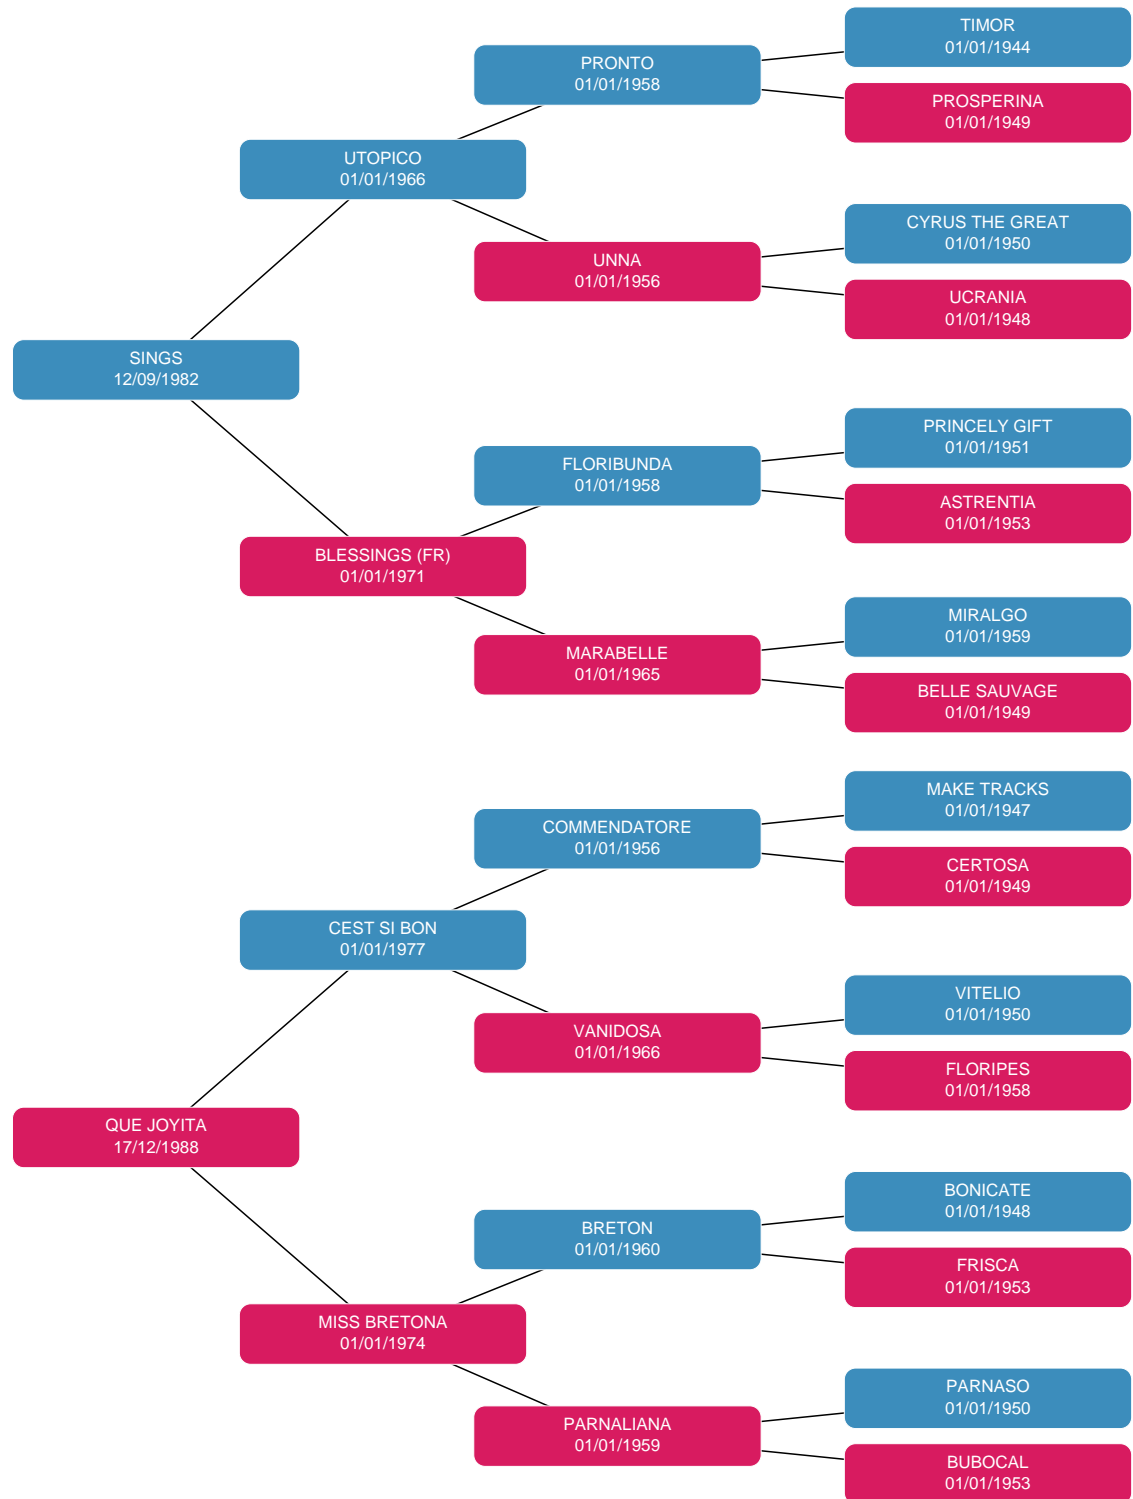 TIMOR
01/01/1944
PRONTO
01/01/1958
PROSPERINA
01/01/1949
UTOPICO
01/01/1966
CYRUS THE GREAT
01/01/1950
UNNA
01/01/1956
UCRANIA
01/01/1948
SINGS
12/09/1982
PRINCELY GIFT
01/01/1951
FLORIBUNDA
01/01/1958
ASTRENTIA
01/01/1953
BLESSINGS (FR)
01/01/1971
MIRALGO
01/01/1959
MARABELLE
01/01/1965
BELLE SAUVAGE
01/01/1949
MAKE TRACKS
01/01/1947
COMMENDATORE
01/01/1956
CERTOSA
01/01/1949
CEST SI BON
01/01/1977
VITELIO
01/01/1950
VANIDOSA
01/01/1966
FLORIPES
01/01/1958
QUE JOYITA
17/12/1988
BONICATE
01/01/1948
BRETON
01/01/1960
FRISCA
01/01/1953
MISS BRETONA
01/01/1974
PARNASO
01/01/1950
PARNALIANA
01/01/1959
BUBOCAL
01/01/1953